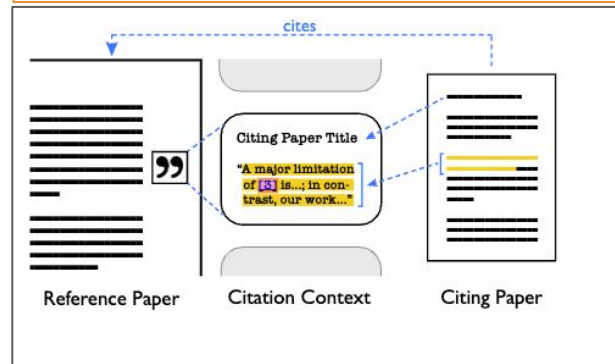 cites
Citing Paper Title
“A major limitation
of [3] is...; in con-
trast, our work...”
Reference Paper
Citation Context
Citing Paper